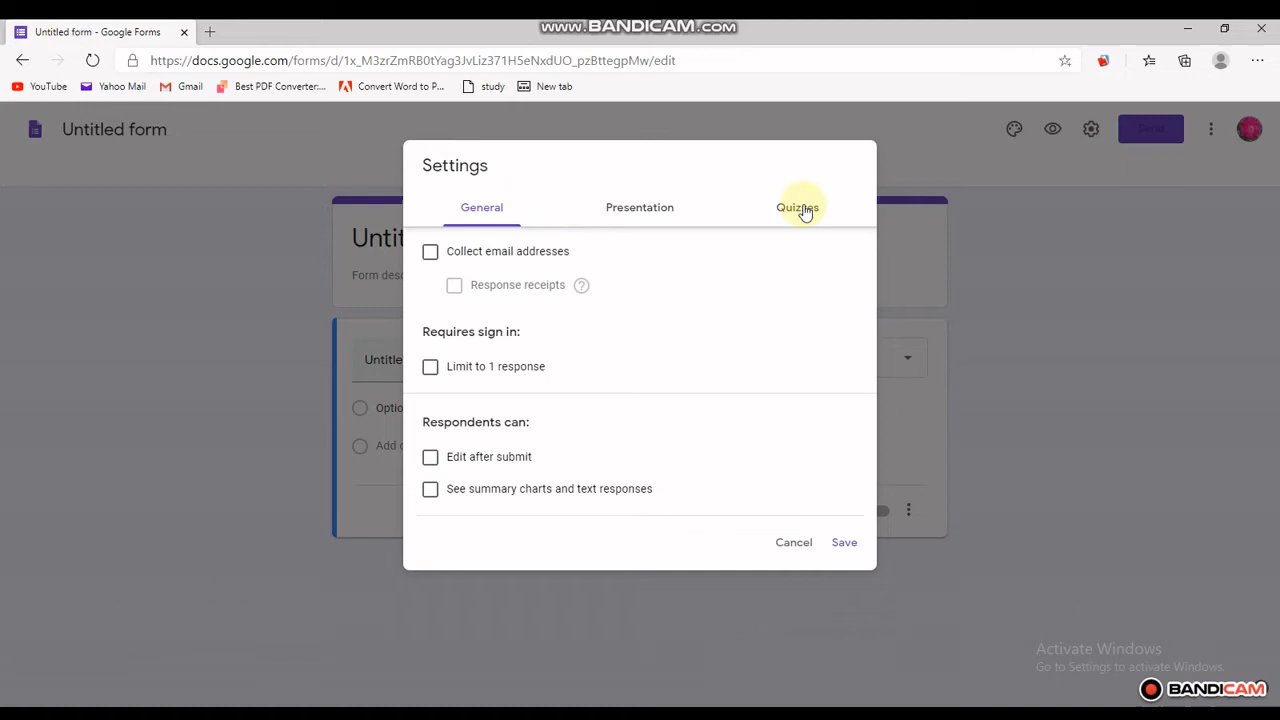 www.BANDICAM.com
Untitled form - Google Forms
https://docs.google.com/forms/d/1x_M3zrZmRB0tYag3JvLiz371H5eNxdUO_pzBttegpMw/edit
YouTube Yahoo Mail Gmail Best PDF Converter:... Convert Word to P... study New tab
Untitled form Send
Settings
General Presentation Quizzes
Collect email addresses
Response receipts ?
Requires sign in:
Limit to 1 response
Respondents can:
Edit after submit
See summary charts and text responses
Cancel Save
Activate Windows
Go to Settings to activate Windows.
BANDICAM